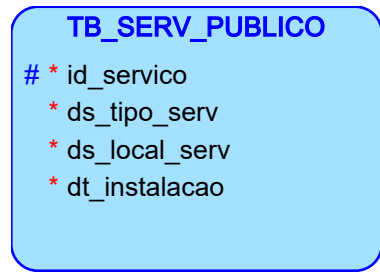 TB_SERV_PUBLICO
# * id_servico
* ds_tipo_serv
* ds_local_serv
* dt_instalacao